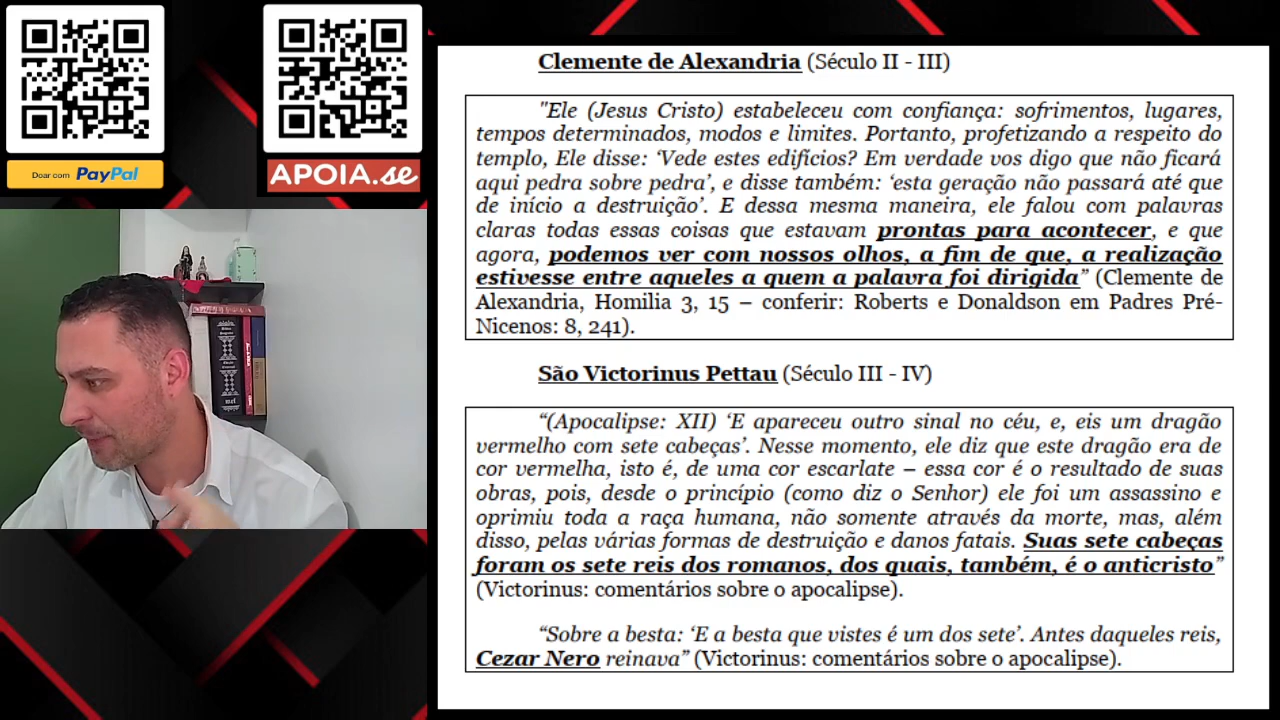 Doar com PayPal
APOIA.se
Clemente de Alexandria (Século II - III)
"Ele (Jesus Cristo) estabeleceu com confiança: sofrimentos, lugares,
tempos determinados, modos e limites. Portanto, profetizando a respeito do
templo, Ele disse: ‘Vede estes edifícios? Em verdade vos digo que não ficará
aqui pedra sobre pedra’, e disse também: ‘esta geração não passará até que
de início a destruição’. E dessa mesma maneira, ele falou com palavras
claras todas essas coisas que estavam prontas para acontecer, e que
agora, podemos ver com nossos olhos, a fim de que, a realização
estivesse entre aqueles a quem a palavra foi dirigida” (Clemente de
Alexandria, Homilia 3, 15 – conferir: Roberts e Donaldson em Padres Pré-
Nicenos: 8, 241).
São Victorinus Pettau (Século III - IV)
“(Apocalipse: XII) ‘E apareceu outro sinal no céu, e, eis um dragão
vermelho com sete cabeças’. Nesse momento, ele diz que este dragão era de
cor vermelha, isto é, de uma cor escarlate – essa cor é o resultado de suas
obras, pois, desde o princípio (como diz o Senhor) ele foi um assassino e
oprimiu toda a raça humana, não somente através da morte, mas, além
disso, pelas várias formas de destruição e danos fatais. Suas sete cabeças
foram os sete reis dos romanos, dos quais, também, é o anticristo”
(Victorinus: comentários sobre o apocalipse).
“Sobre a besta: ‘E a besta que vistes é um dos sete’. Antes daqueles reis,
Cezar Nero reinava” (Victorinus: comentários sobre o apocalipse).